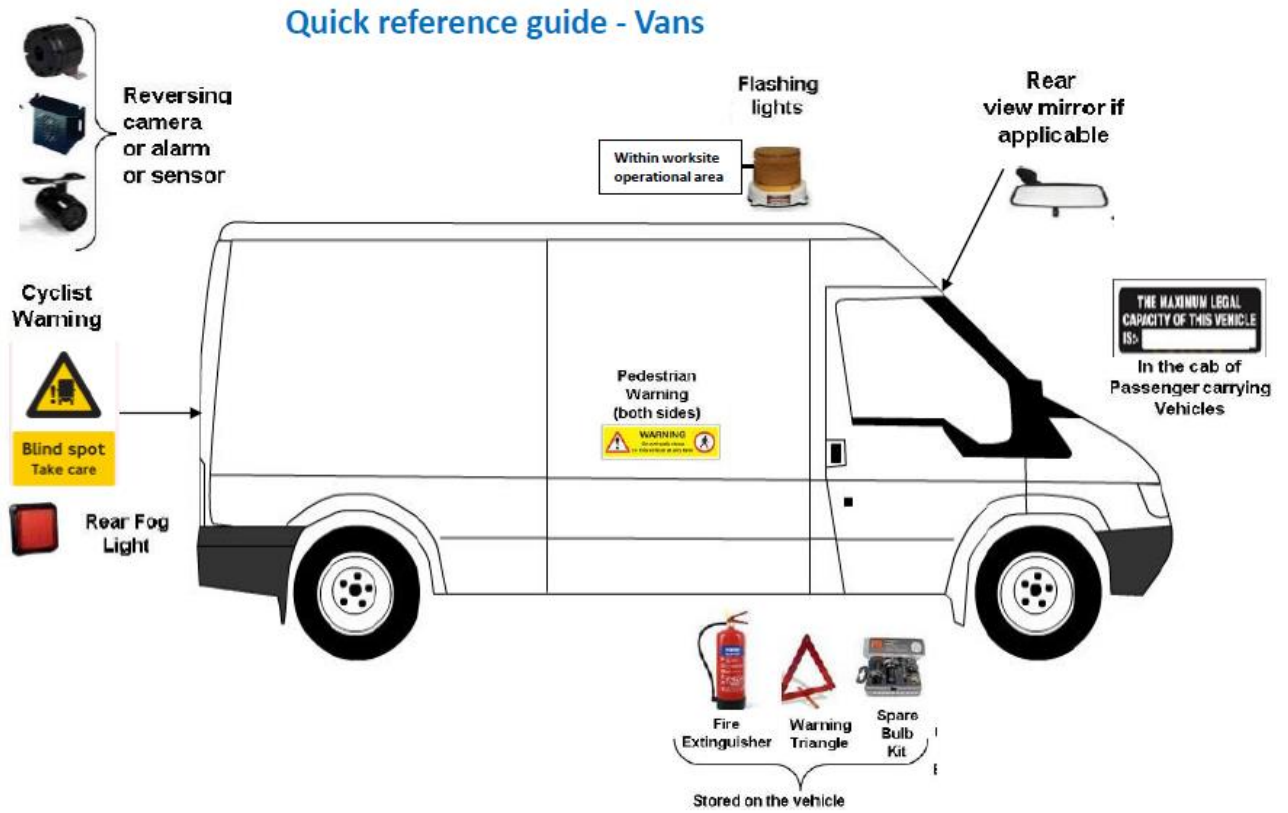 Quick reference guide - Vans
Reversing
camera
or alarm
or sensor
Flashing
lights
Within worksite
operational area
Rear
view mirror if
applicable
Cyclist
Warning
Blind spot
Take care
THE MAXIMUM LEGAL
CAPACITY OF THIS VEHICLE
IS:-
In the cab of
Passenger carrying
Vehicles
Pedestrian
Warning
(both sides)
WARNING
Rear Fog
Light
Fire
Extinguisher
Warning
Triangle
Spare
Bulb
Kit
Stored on the vehicle